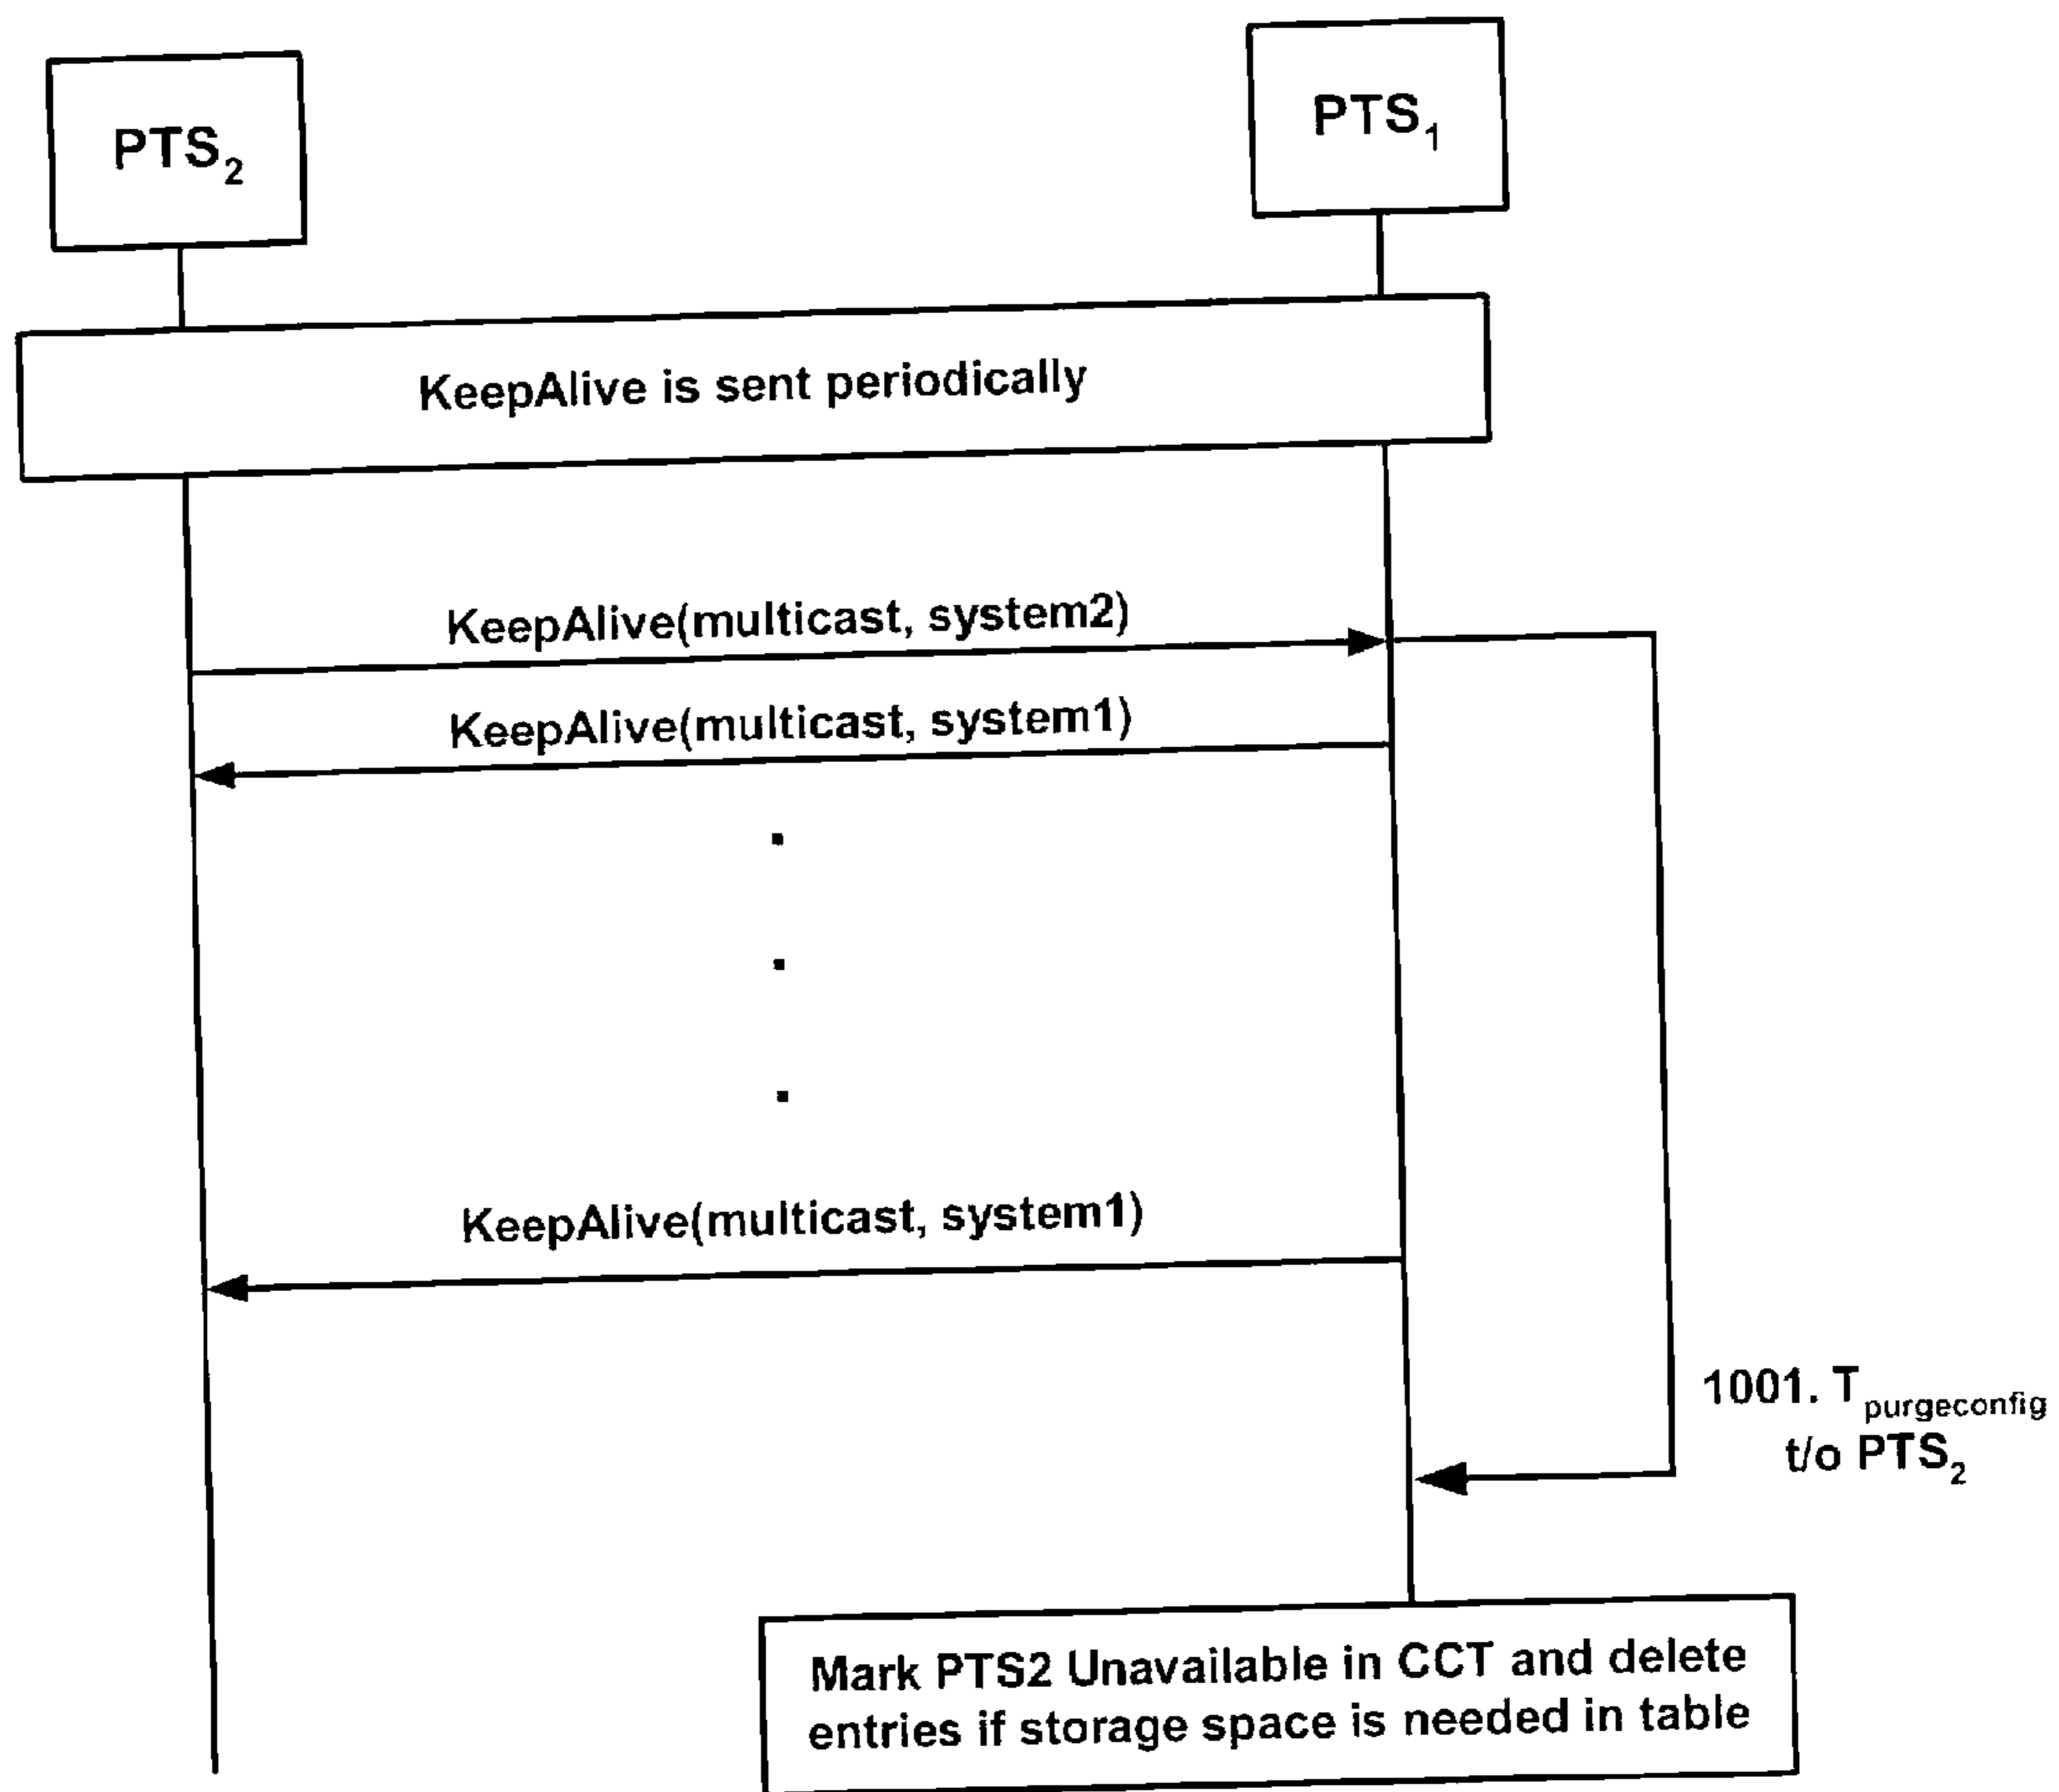 PTS₂
PTS₁
KeepAlive is sent periodically
KeepAlive(multicast, system2)
KeepAlive(multicast, system1)
KeepAlive(multicast, system1)
1001. T purgeconfig
t/o PTS₂
Mark PTS2 Unavailable in CCT and delete
entries if storage space is needed in table